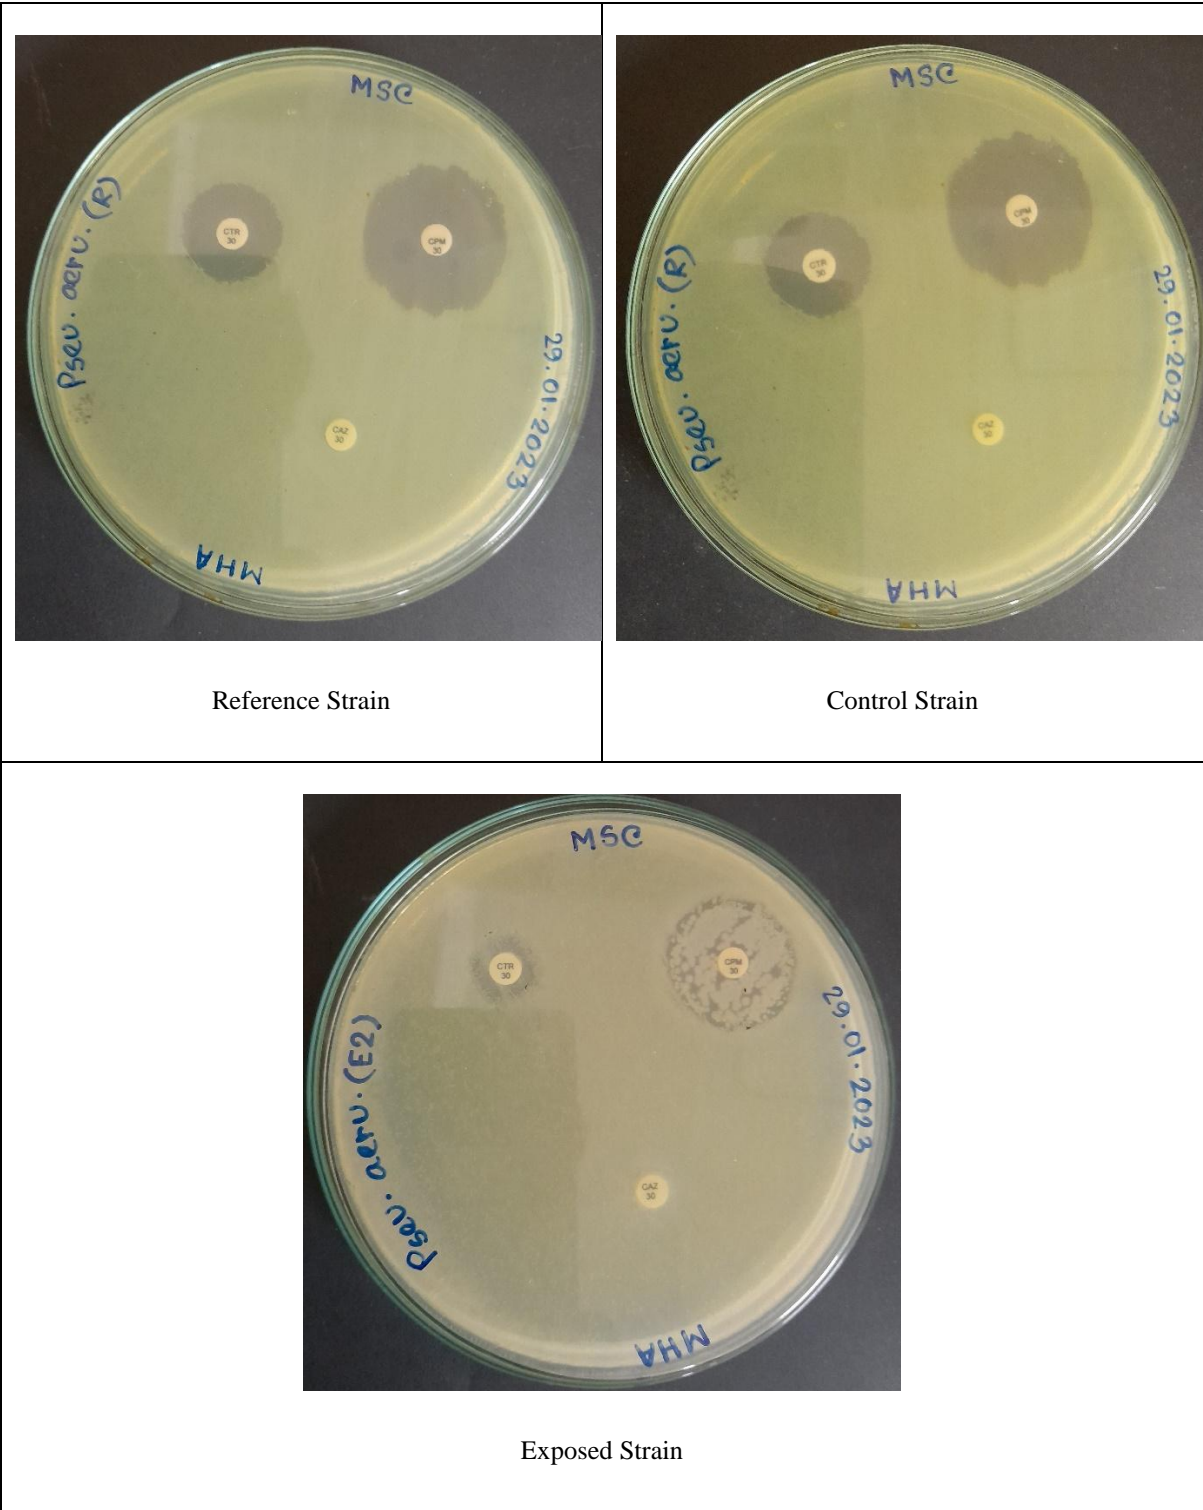 MSC
Pseu. aeru. (R)
CTR
30
CPM
30
29.01.2023
CAZ
30
MHA
Reference Strain
MSC
Pseu. aeru. (R)
CTR
30
CPM
30
29.01.2023
CAZ
30
MHA
Control Strain
MSC
CTR
30
CPM
30
Pseu. aeru. (E2)
29.01.2023
CAZ
30
MHA
Exposed Strain